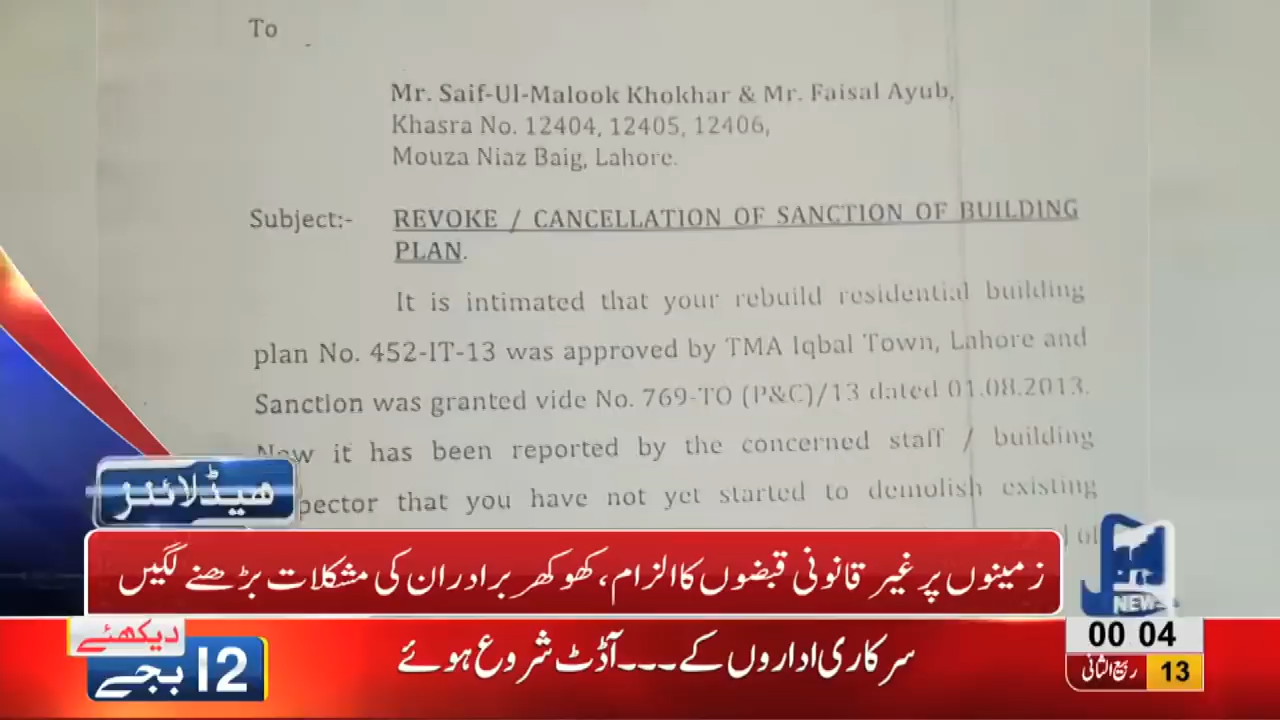 To
Mr. Saif-Ul-Malook Khokhar & Mr. Faisal Ayub,
Khasra No. 12404, 12405, 12406,
Mouza Niaz Baig, Lahore.
Subject:- REVOKE / CANCELLATION OF SANCTION OF BUILDING
PLAN.
It is intimated that your rebuild residential building
plan No. 452-IT-13 was approved by TMA Iqbal Town, Lahore and
Sanction was granted vide No. 769-TO (P&C)/13 dated 01.08.2013.
Now it has been reported by the concerned staff / building
pector that you have not yet started to demolish existing
of
ھیڈلائنز
زمینوں پر غیر قانونی قبضوں کا الزام، کھوکھر برادران کی مشکلات بڑھنے لگیں
NEWS
دیکھئے
12 بجے
سرکاری اداروں کے۔۔۔آڈٹ شروع ہوئے
00 04
ربیع الثانی 13